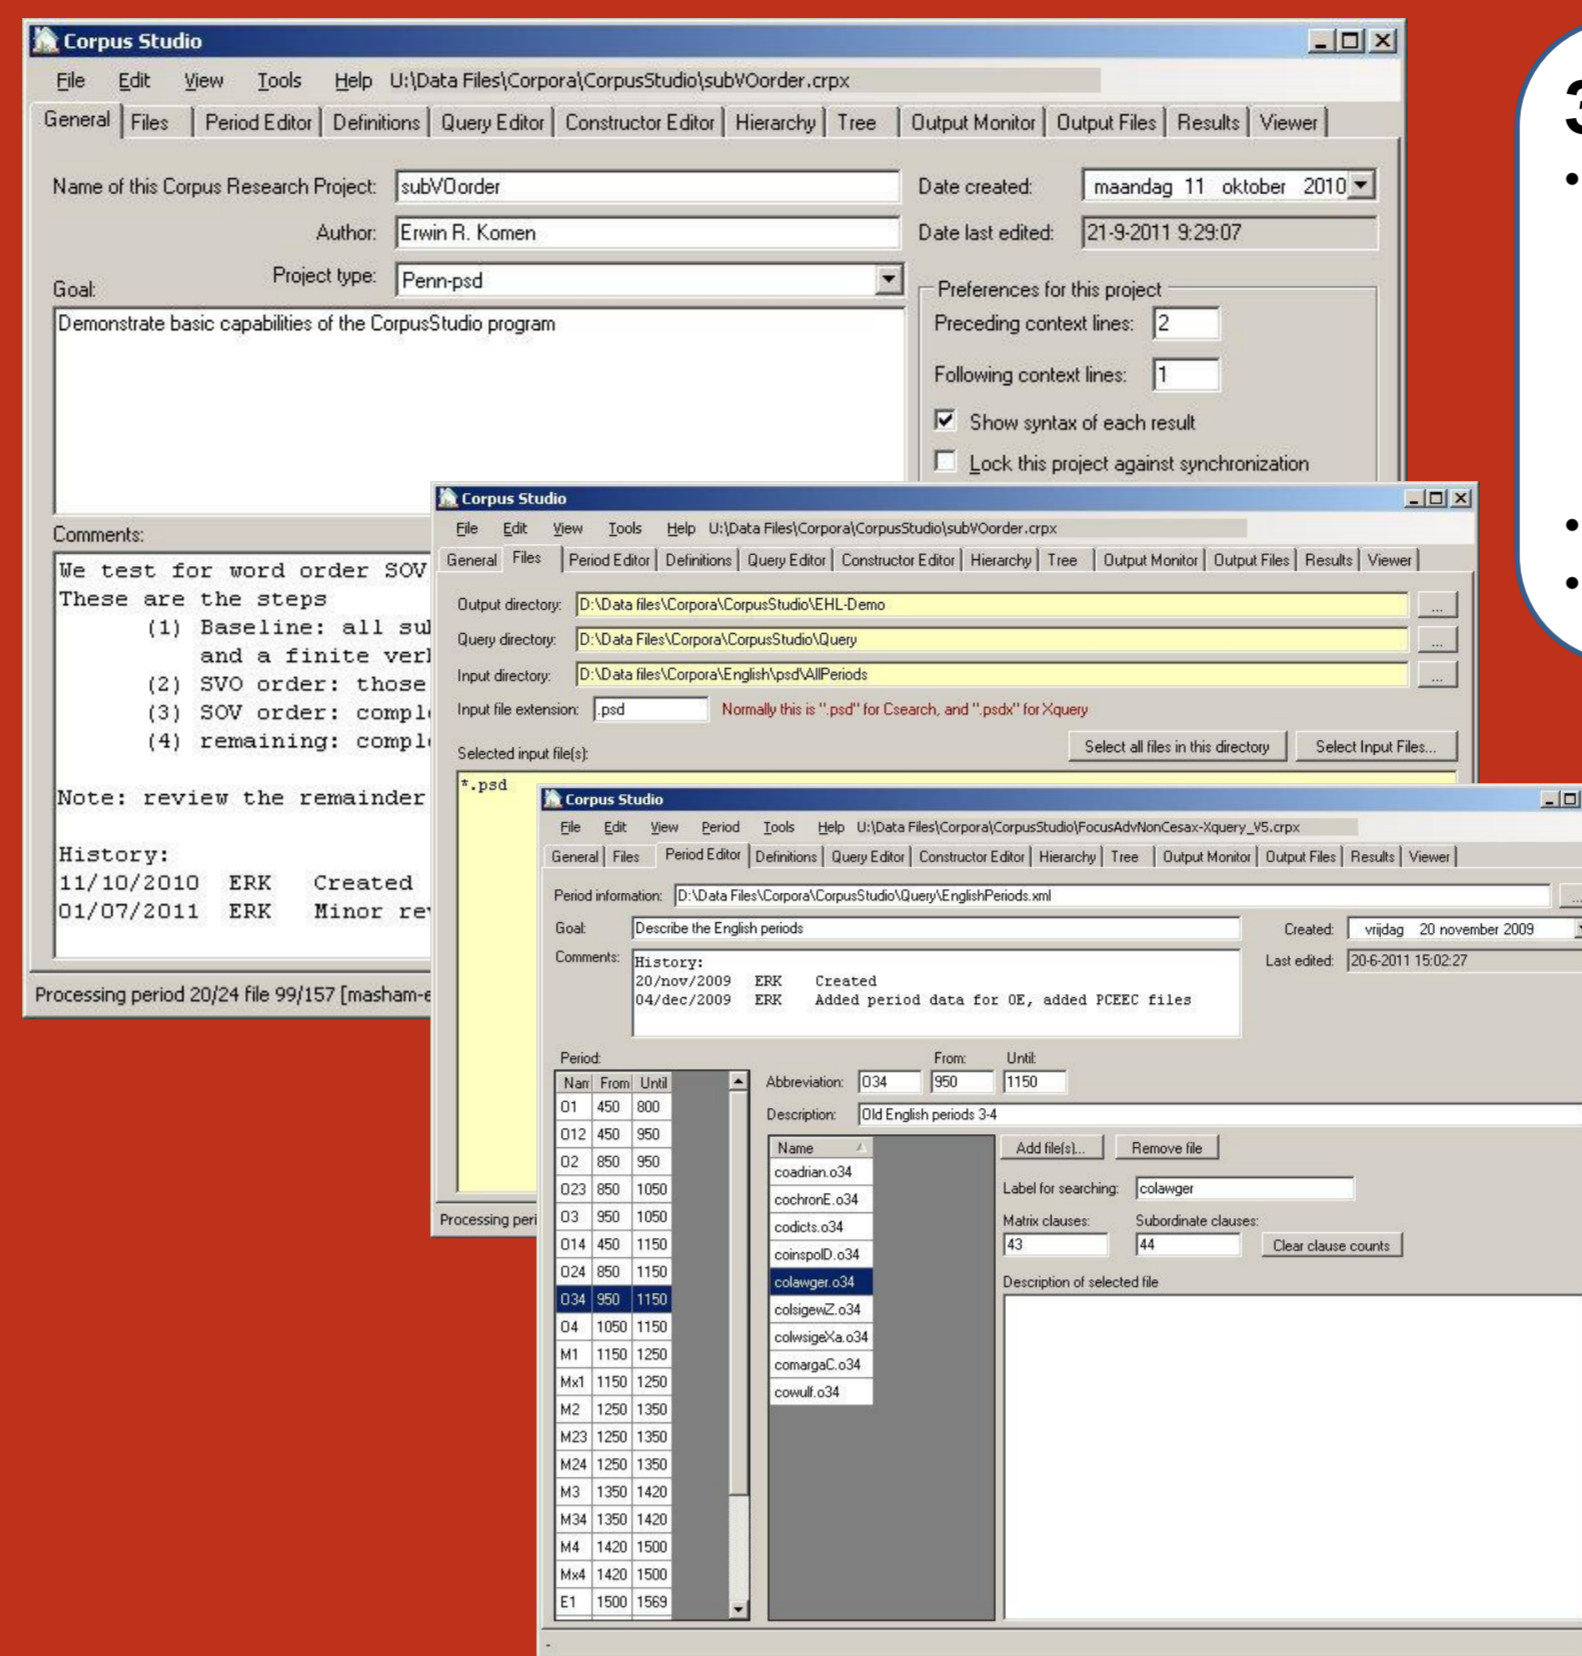 Corpus Studio
File Edit View Tools Help U:\Data Files\Corpora\CorpusStudio\subVOorder.crpx
General Files Period Editor Definitions Query Editor Constructor Editor Hierarchy Tree Output Monitor Output Files Results Viewer
Name of this Corpus Research Project: subVOorder
Date created: maandag 11 oktober 2010
Author: Erwin R. Komen
Date last edited: 21-9-2011 9:29:07
Project type: Penn-psd
Goal:
Demonstrate basic capabilities of the CorpusStudio program
Preferences for this project
Preceding context lines: 2
Following context lines: 1
Show syntax of each result
Lock this project against synchronization
Comments:
We test for word order SOV
These are the steps
(1) Baseline: all
and a finite
(2) SVO order: those
(3) SOV order:
(4) remaining:
Note: review the remainder
History:
11/10/2010 ERK Created
01/07/2011 ERK Minor
Processing period 20/24 file 99/157
Corpus Studio
File Edit View Tools Help U:\Data Files\Corpora\CorpusStudio\subVOorder.crpx
General Files Period Editor Definitions Query Editor Constructor Editor Hierarchy Tree Output Monitor Output Files Results Viewer
Output directory: D:\Data files\Corpora\CorpusStudio\EHL-Demo ...
Query directory: D:\Data Files\Corpora\CorpusStudio\Query ...
Input directory: D:\Data files\Corpora\English\psd\AllPeriods ...
Input file extension: .psd Normally this is ".psd" for Csearch, and ".psdx" for Xquery
Selected input file(s): Select all files in this directory Select Input Files...
*.psd
Processing
Corpus Studio
File Edit View Period Tools Help U:\Data Files\Corpora\CorpusStudio\FocusAdvNonCesax-Xquery_V5.crpx
General Files Period Editor Definitions Query Editor Constructor Editor Hierarchy Tree Output Monitor Output Files Results Viewer
Period information: D:\Data Files\Corpora\CorpusStudio\Query\EnglishPeriods.xml ...
Goal: Describe the English periods
Created: vrijdag 20 november 2009
Comments: History:
20/nov/2009 ERK Created
04/dec/2009 ERK Added period data for OE, added PCEEC files
Last edited: 20-6-2011 15:02:27
Period:
Nan From Until
O1 450 800
O12 450 950
O2 850 950
O23 850 1050
O3 950 1050
O14 450 1150
O24 850 1150
O34 950 1150
O4 1050 1150
M1 1150 1250
Mx1 1150 1250
M2 1250 1350
M23 1250 1350
M24 1250 1350
M3 1350 1420
M34 1350 1420
M4 1420 1500
Mx4 1420 1500
E1 1500 1569
From: Until:
Abbreviation: O34 950 1150
Description: Old English periods 3-4
Name
coadrian.o34
cochronE.o34
codicts.o34
coinspolD.o34
colawger.o34
colsigewZ.o34
colwsigeXa.o34
comargaC.o34
cowulf.o34
Add file(s)... Remove file
Label for searching: colawger
Matrix clauses: Subordinate clauses:
43 44 Clear clause counts
Description of selected file